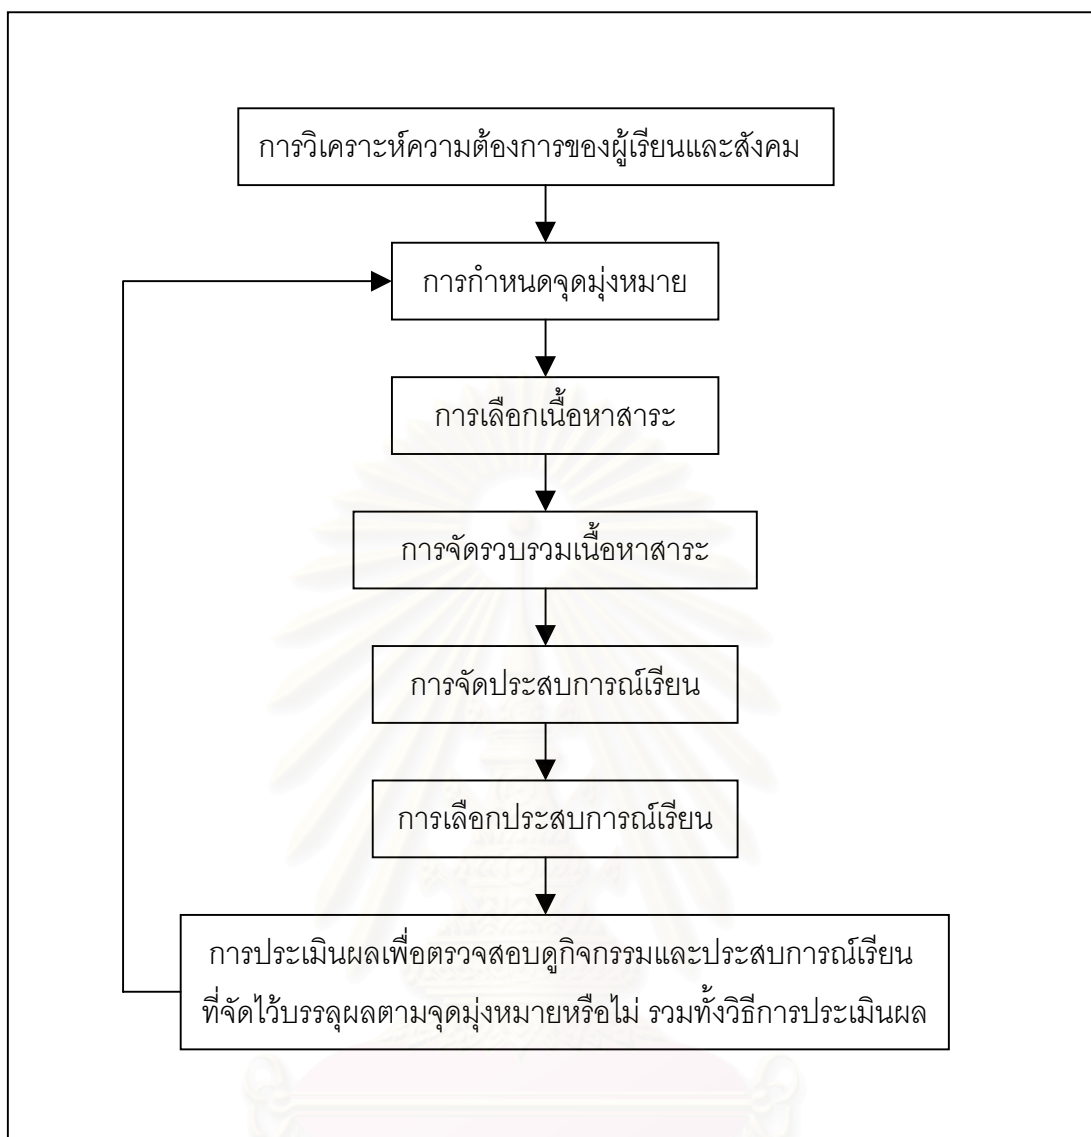 การวิเคราะห์ความต้องการของผู้เรียนและสังคม
การกำหนดจุดมุ่งหมาย
การเลือกเนื้อหาสาระ
การจัดรวบรวมเนื้อหาสาระ
การจัดประสบการณ์เรียน
การเลือกประสบการณ์เรียน
การประเมินผลเพื่อตรวจสอบดูกิจกรรมและประสบการณ์เรียน
ที่จัดไว้บรรลุผลตามจุดมุ่งหมายหรือไม่ รวมทั้งวิธีการประเมินผล